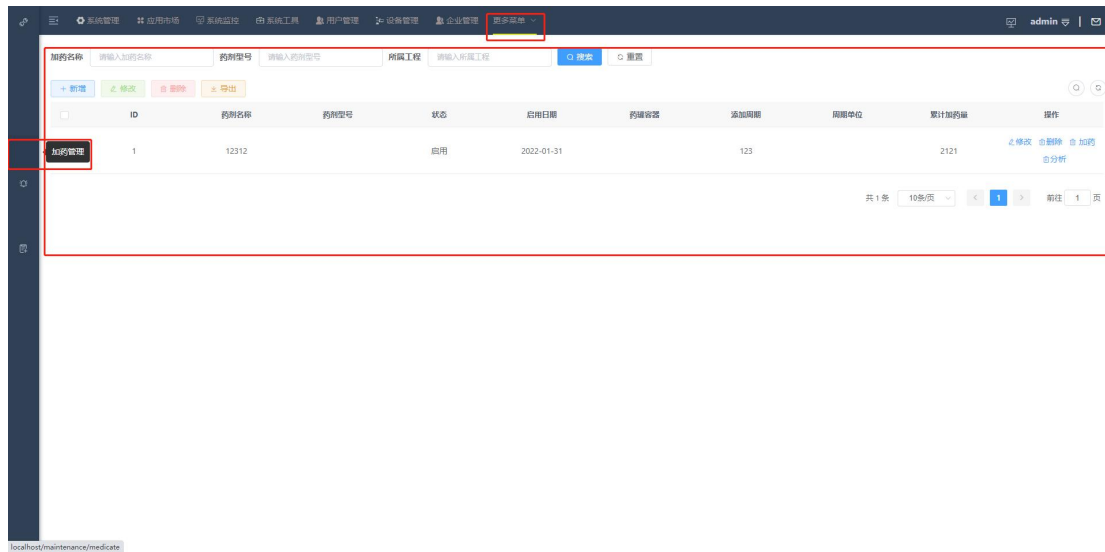 系统管理 应用市场 系统监控 系统工具 用户管理 设备管理 企业管理 更多菜单 admin
加药名称 请输入加药名称 药剂型号 请输入药剂型号 所属工程 请输入所属工程 搜索 重置
+ 新增 修改 删除 导出
ID 药剂名称 药剂型号 状态 启用日期 药罐容器 添加周期 周期单位 累计加药量 操作
加药管理 1 12312 启用 2022-01-31 123 2121 修改 删除 加药
分析
共 1 条 10条/页 < 1 > 前往 1 页
localhost/maintenance/medicate